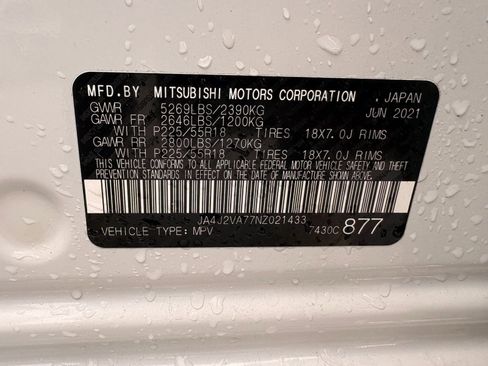 MFD.BY MITSUBISHI MOTORS CORPORATION , JAPAN
GVWR 5269LBS/2390KG JUN 2021
GAWR FR 2646LBS/1200KG
WITH P225/55R18 TIRES 18X7.0J RIMS
GAWR RR 2800LBS/1270KG
WITH P225/55R18 TIRES 18X7.0J RIMS
THIS VEHICLE CONFORMS TO ALL APPLICABLE FEDERAL MOTOR VEHICLE SAFETY AND THEFT
PREVENTION STANDARDS IN EFFECT ON THE DATE OF MANUFACTURE SHOWN ABOVE.
JA4J2VA77NZ021433
VEHICLE TYPE: MPV 7430C 877